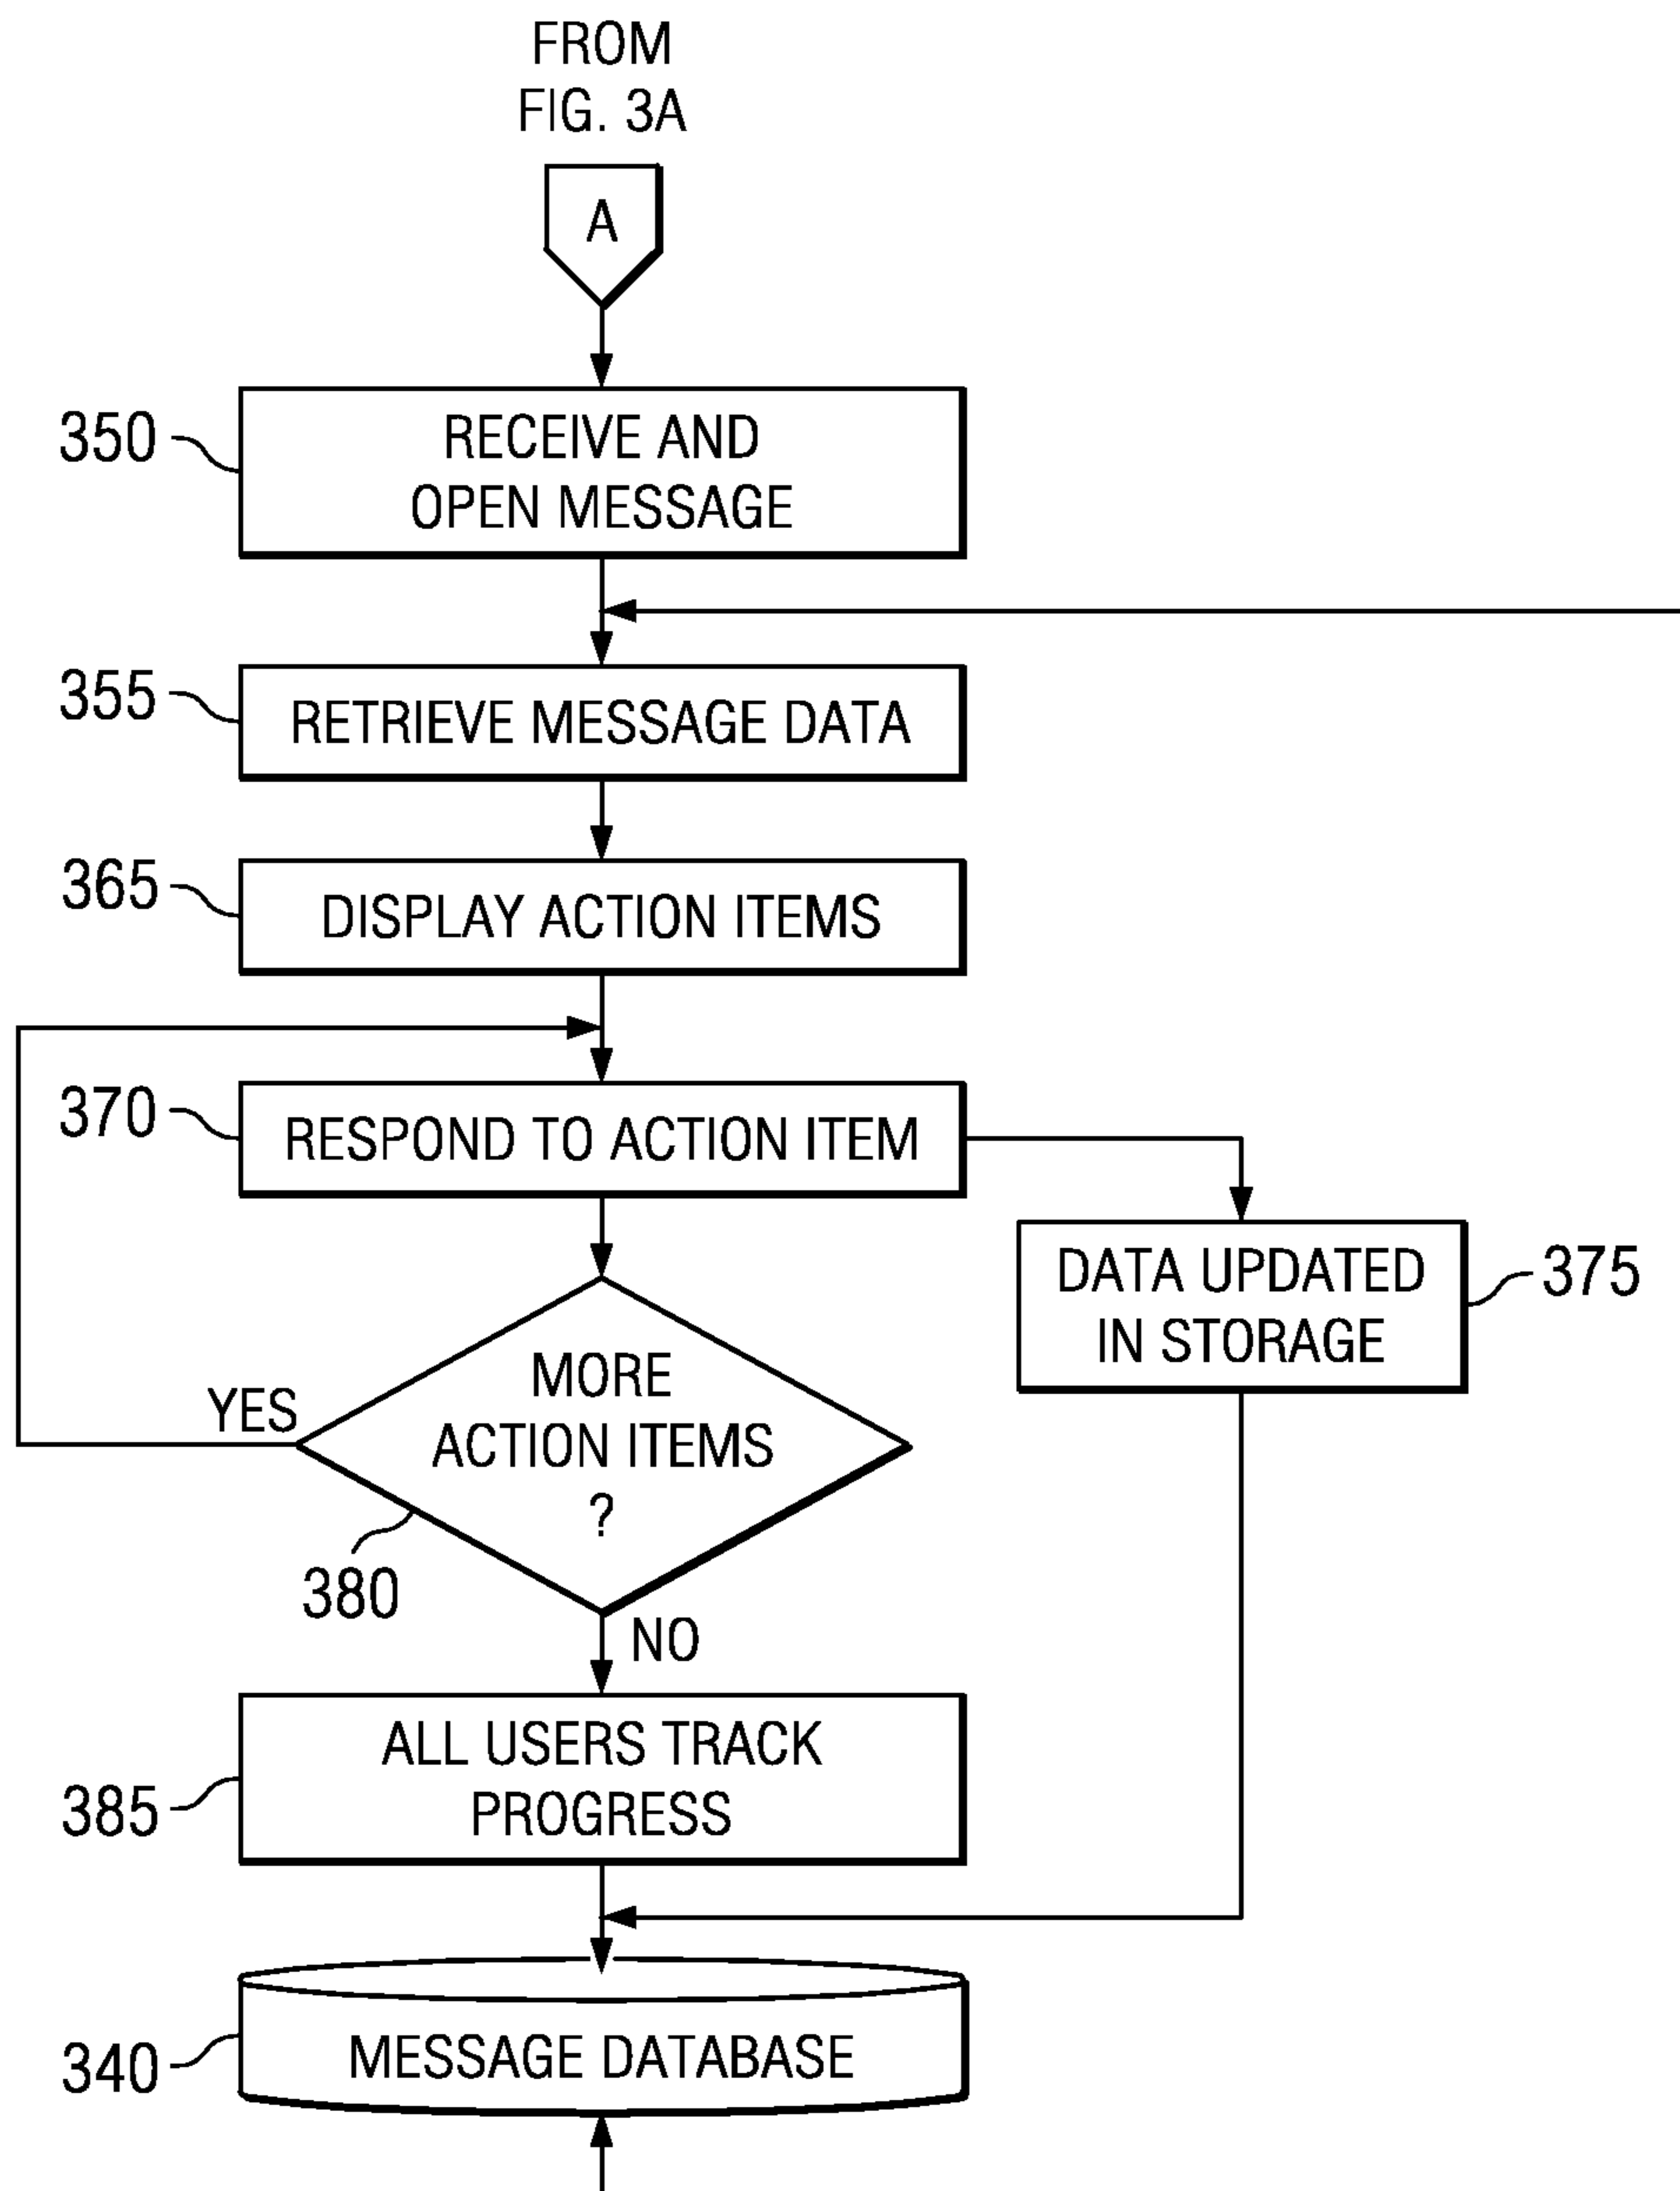 FROM
FIG. 3A
A
350
RECEIVE AND
OPEN MESSAGE
355
RETRIEVE MESSAGE DATA
365
DISPLAY ACTION ITEMS
370
RESPOND TO ACTION ITEM
DATA UPDATED
IN STORAGE
375
YES
MORE
ACTION ITEMS
?
380
NO
385
ALL USERS TRACK
PROGRESS
340
MESSAGE DATABASE